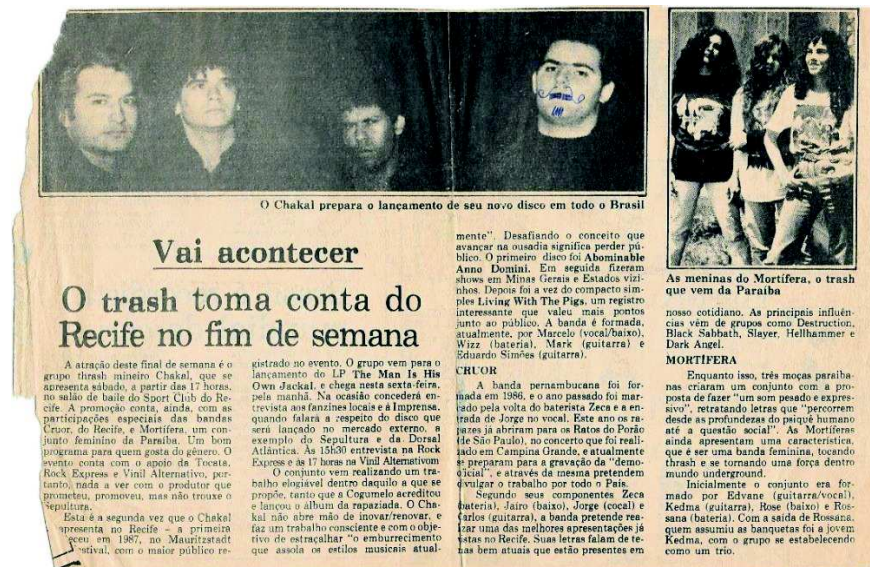 O Chakal prepara o lançamento de seu novo disco em todo o Brasil
As meninas do Mortífera, o trash
que vem da Paraíba
Vai acontecer
O trash toma conta do
Recife no fim de semana
A atração deste final de semana é o
grupo thrash mineiro Chakal, que se
apresenta sábado, a partir das 17 horas,
no salão de baile do Sport Club do Re-
cife. A promoção conta, ainda, com as
participações especiais das bandas
Cruor, do Recife, e Mortífera, um con-
junto feminino da Paraíba. Um bom
programa para quem gosta do gênero. O
evento conta com o apoio da Tocata,
Rock Express e Vinil Alternativo, por-
tanto, nada a ver com o produtor que
prometeu, promoveu, mas não trouxe o
Sepultura.
Esta é a segunda vez que o Chakal
apresenta no Recife – a primeira
eceu em 1987, no Mauritzstadt
estival, com o maior público re-
gistrado no evento. O grupo vem para o
lançamento do LP The Man Is His
Own Jackal, e chega nesta sexta-feira,
pela manhã. Na ocasião concederá en-
trevista aos fanzines locais e à Imprensa,
quando falará a respeito do disco que
será lançado no mercado externo, a
exemplo do Sepultura e da Dorsal
Atlântica. Às 15h30 entrevista na Rock
Express e às 17 horas na Vinil Alternativom
O conjunto vem realizando um tra-
balho elogiável dentro daquilo a que se
propõe, tanto que a Cogumelo acreditou
e lançou o álbum da rapaziada. O Cha-
kal não abre mão de inovar/renovar, e
faz um trabalho consciente e com o obje-
tivo de estraçalhar "o emburrecimento
que assola os estilos musicais atual-
mente". Desafiando o conceito que
avançar na ousadia significa perder pú-
blico. O primeiro disco foi Abominable
Anno Domini. Em seguida fizeram
shows em Minas Gerais e Estados vizi-
nhos. Depois foi a vez do compacto sim-
ples Living With The Pigs, um registro
interessante que valeu mais pontos
junto ao público. A banda é formada,
atualmente, por Marcelo (vocal/baixo),
Wizz (bateria), Mark (guitarra) e
Eduardo Simões (guitarra).
CRUOR
A banda pernambucana foi for-
mada em 1986, e o ano passado foi mar-
cado pela volta do baterista Zeca e en-
trada de Jorge no vocal. Este ano os ra-
pazes já abriram para os Ratos do Porão
(de São Paulo), no concerto que foi reali-
zado em Campina Grande, e atualmente
se preparam para a gravação da "demo-
oficial", e através da mesma pretendem
divulgar o trabalho por todo o País.
Segundo seus componentes Zeca
(bateria), Jairo (baixo), Jorge (cocal) e
Carlos (guitarra), a banda pretende rea-
lizar uma das melhores apresentações já
vistas no Recife. Suas letras falam de te-
mas bem atuais que estão presentes em
nosso cotidiano. As principais influên-
cias vêm de grupos como Destruction,
Black Sabbath, Slayer, Hellhammer e
Dark Angel.
MORTÍFERA
Enquanto isso, três moças paraiba-
nas criaram um conjunto com a pro-
posta de fazer "um som pesado e expres-
sivo", retratando letras que "percorrem
desde as profundezas do psiquê humano
até a questão social". As Mortíferas
ainda apresentam uma característica,
que é ser uma banda feminina, tocando
thrash e se tornando uma força dentro
mundo underground.
Inicialmente o conjunto era for-
mado por Edvane (guitarra/vocal),
Kedma (guitarra), Rose (baixo) e Ros-
sana (bateria). Com a saída de Rossana,
quem assumiu as banquetas foi a jovem
Kedma, com o grupo se estabelecendo
como um trio.